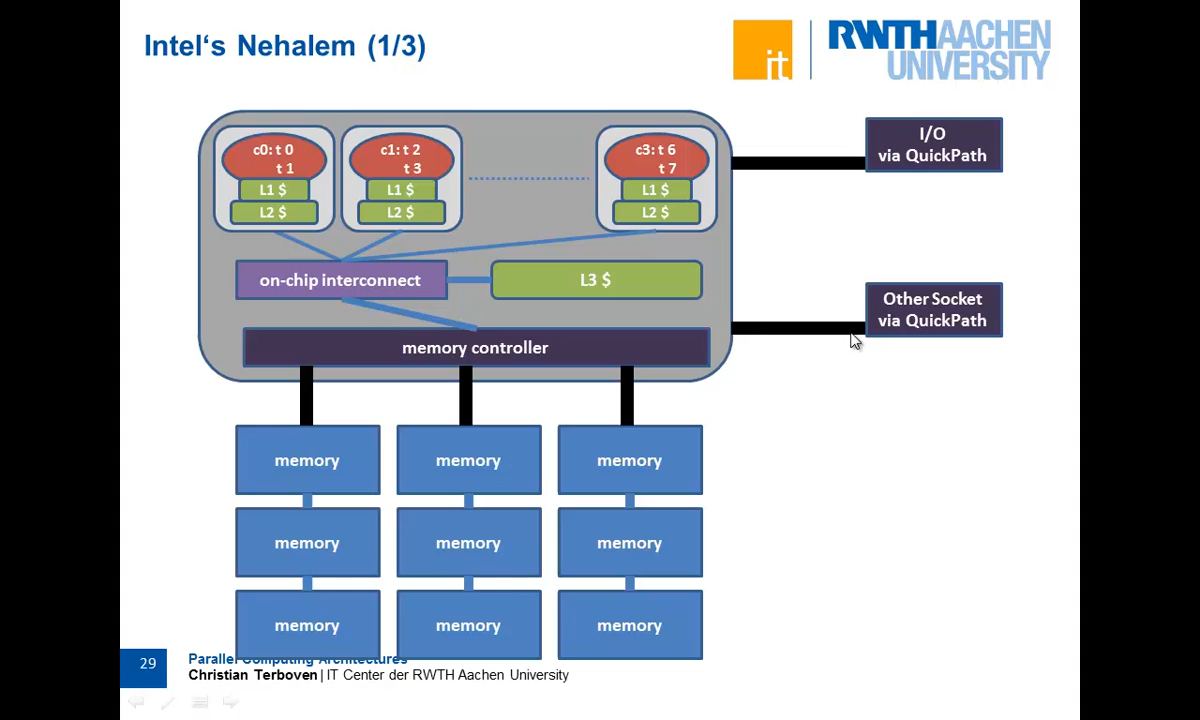 Intel‘s Nehalem (1/3)
it
RWTHAACHEN
UNIVERSITY
c0: t 0
t 1
L1 $
L2 $
c1: t 2
t 3
L1 $
L2 $
c3: t 6
t 7
L1 $
L2 $
I/O
via QuickPath
on-chip interconnect
L3 $
Other Socket
via QuickPath
memory controller
memory
memory
memory
memory
memory
memory
memory
memory
memory
29
Parallel Computing Architectures
Christian Terboven | IT Center der RWTH Aachen University